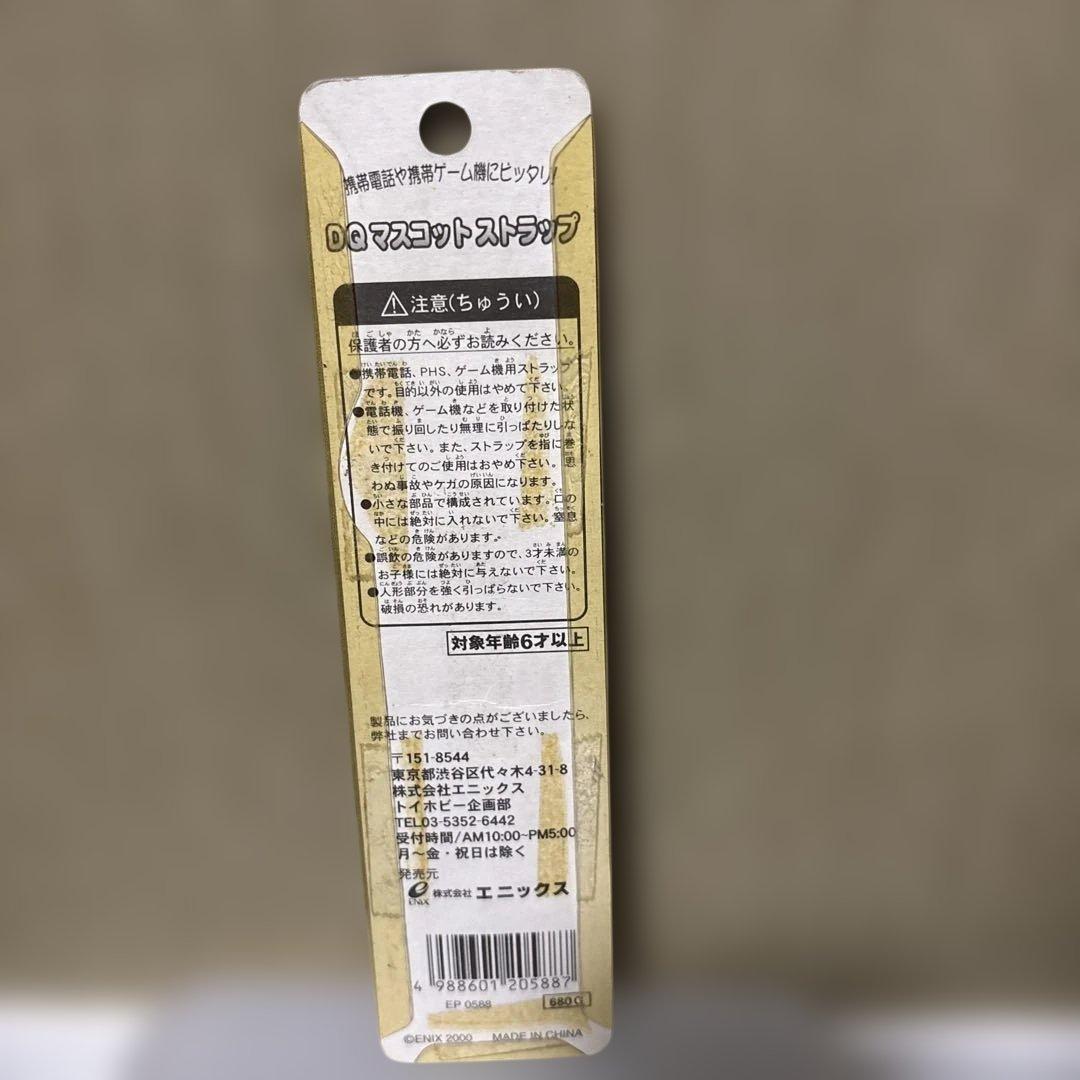 携帯電話や携帯ゲーム機にピッタリ!
DQマスコットストラップ
⚠注意(ちゅうい)
保護者の方へ必ずお読みください。
●携帯電話、PHS、ゲーム機用ストラップ
です。目的以外の使用はやめて下さい。
●電話機、ゲーム機などを取り付けた状
態で振り回したり無理に引っぱたりしな
いで下さい。また、ストラップを指に巻
き付けてのご使用はおやめ下さい。思
わぬ事故やケガの原因になります。
●小さな部品で構成されています。口の
中には絶対に入れないで下さい。窒息
などの危険があります。
●誤飲の危険がありますので、3才未満の
お子様には絶対に与えないで下さい。
●人形部分を強く引っぱらないで下さい。
破損の恐れがあります。
対象年齢6才以上
製品にお気づきの点がございましたら、
弊社までお問い合わせ下さい。
〒151-8544
東京都渋谷区代々木4-31-8
株式会社エニックス
トイホビー企画部
TEL03-5352-6442
受付時間/AM10:00~PM5:00
月~金・祝日は除く
発売元
ENIX 株式会社 エニックス
4 988601 205887
EP 0588 680G
©ENIX 2000 MADE IN CHINA